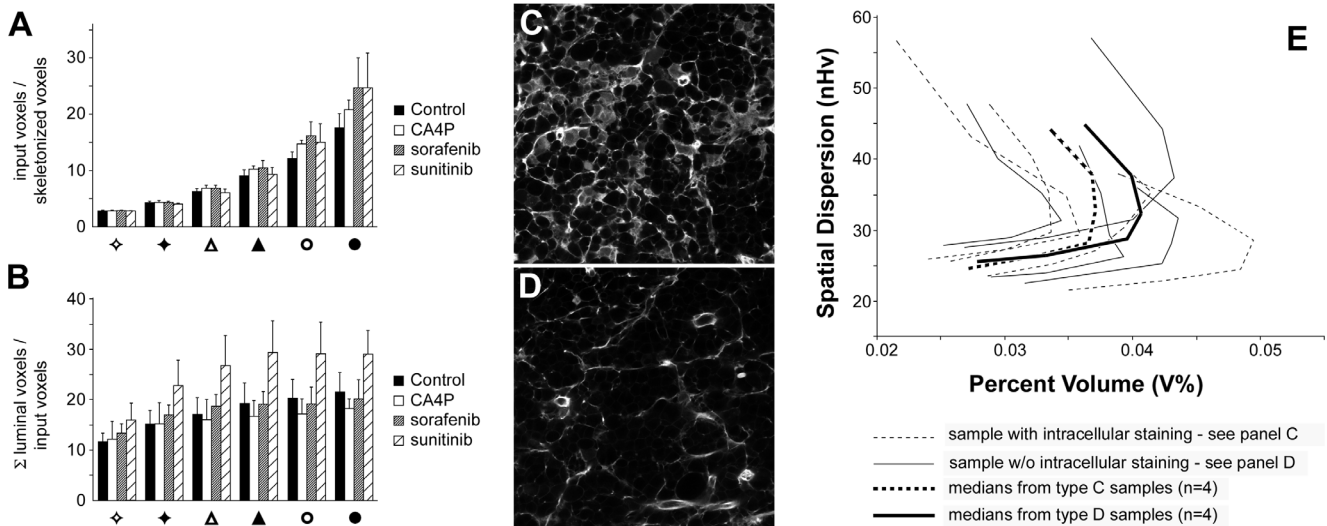 A
input voxels /
skeletonized voxels
30
20
10
0
Control
CA4P
sorafenib
sunitinib
B
Σ luminal voxels /
input voxels
40
30
20
10
0
Control
CA4P
sorafenib
sunitinib
C
D
E
Spatial Dispersion (nHv)
60
50
40
30
20
0.02
0.03
0.04
0.05
Percent Volume (V%)
sample with intracellular staining - see panel C
sample w/o intracellular staining - see panel D
medians from type C samples (n=4)
medians from type D samples (n=4)